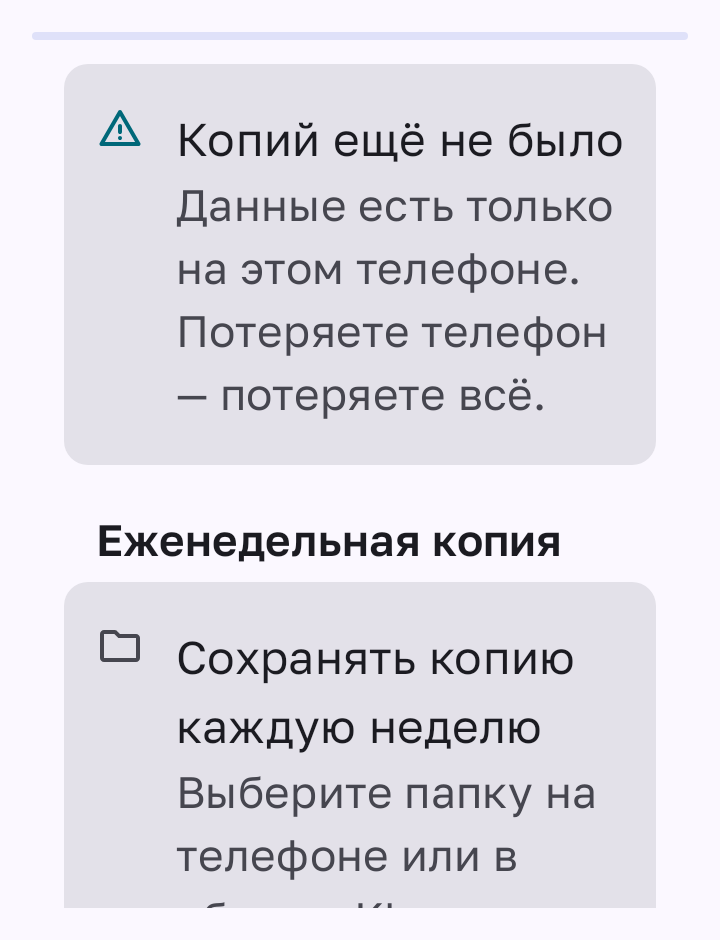 Копий ещё не было
Данные есть только
на этом телефоне.
Потеряете телефон
— потеряете всё.
Еженедельная копия
Сохранять копию
каждую неделю
Выберите папку на
телефоне или в